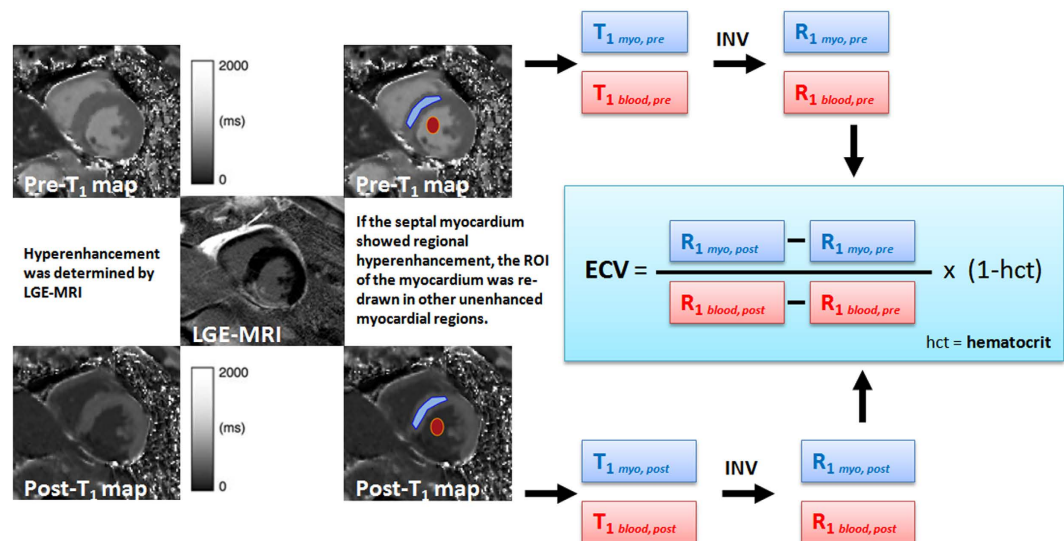 2000
(ms)
0
Pre-T1 map
Pre-T1 map
T1 myo, pre
INV
R1 myo, pre
T1 blood, pre
R1 blood, pre
Hyperenhancement
was determined by
LGE-MRI
LGE-MRI
If the septal myocardium
showed regional
hyperenhancement, the ROI
of the myocardium was re-
drawn in other unenhanced
myocardial regions.
ECV = 
R1 myo, post – R1 myo, pre
R1 blood, post – R1 blood, pre
x (1-hct)
hct = hematocrit
2000
(ms)
0
Post-T1 map
Post-T1 map
T1 myo, post
INV
R1 myo, post
T1 blood, post
R1 blood, post